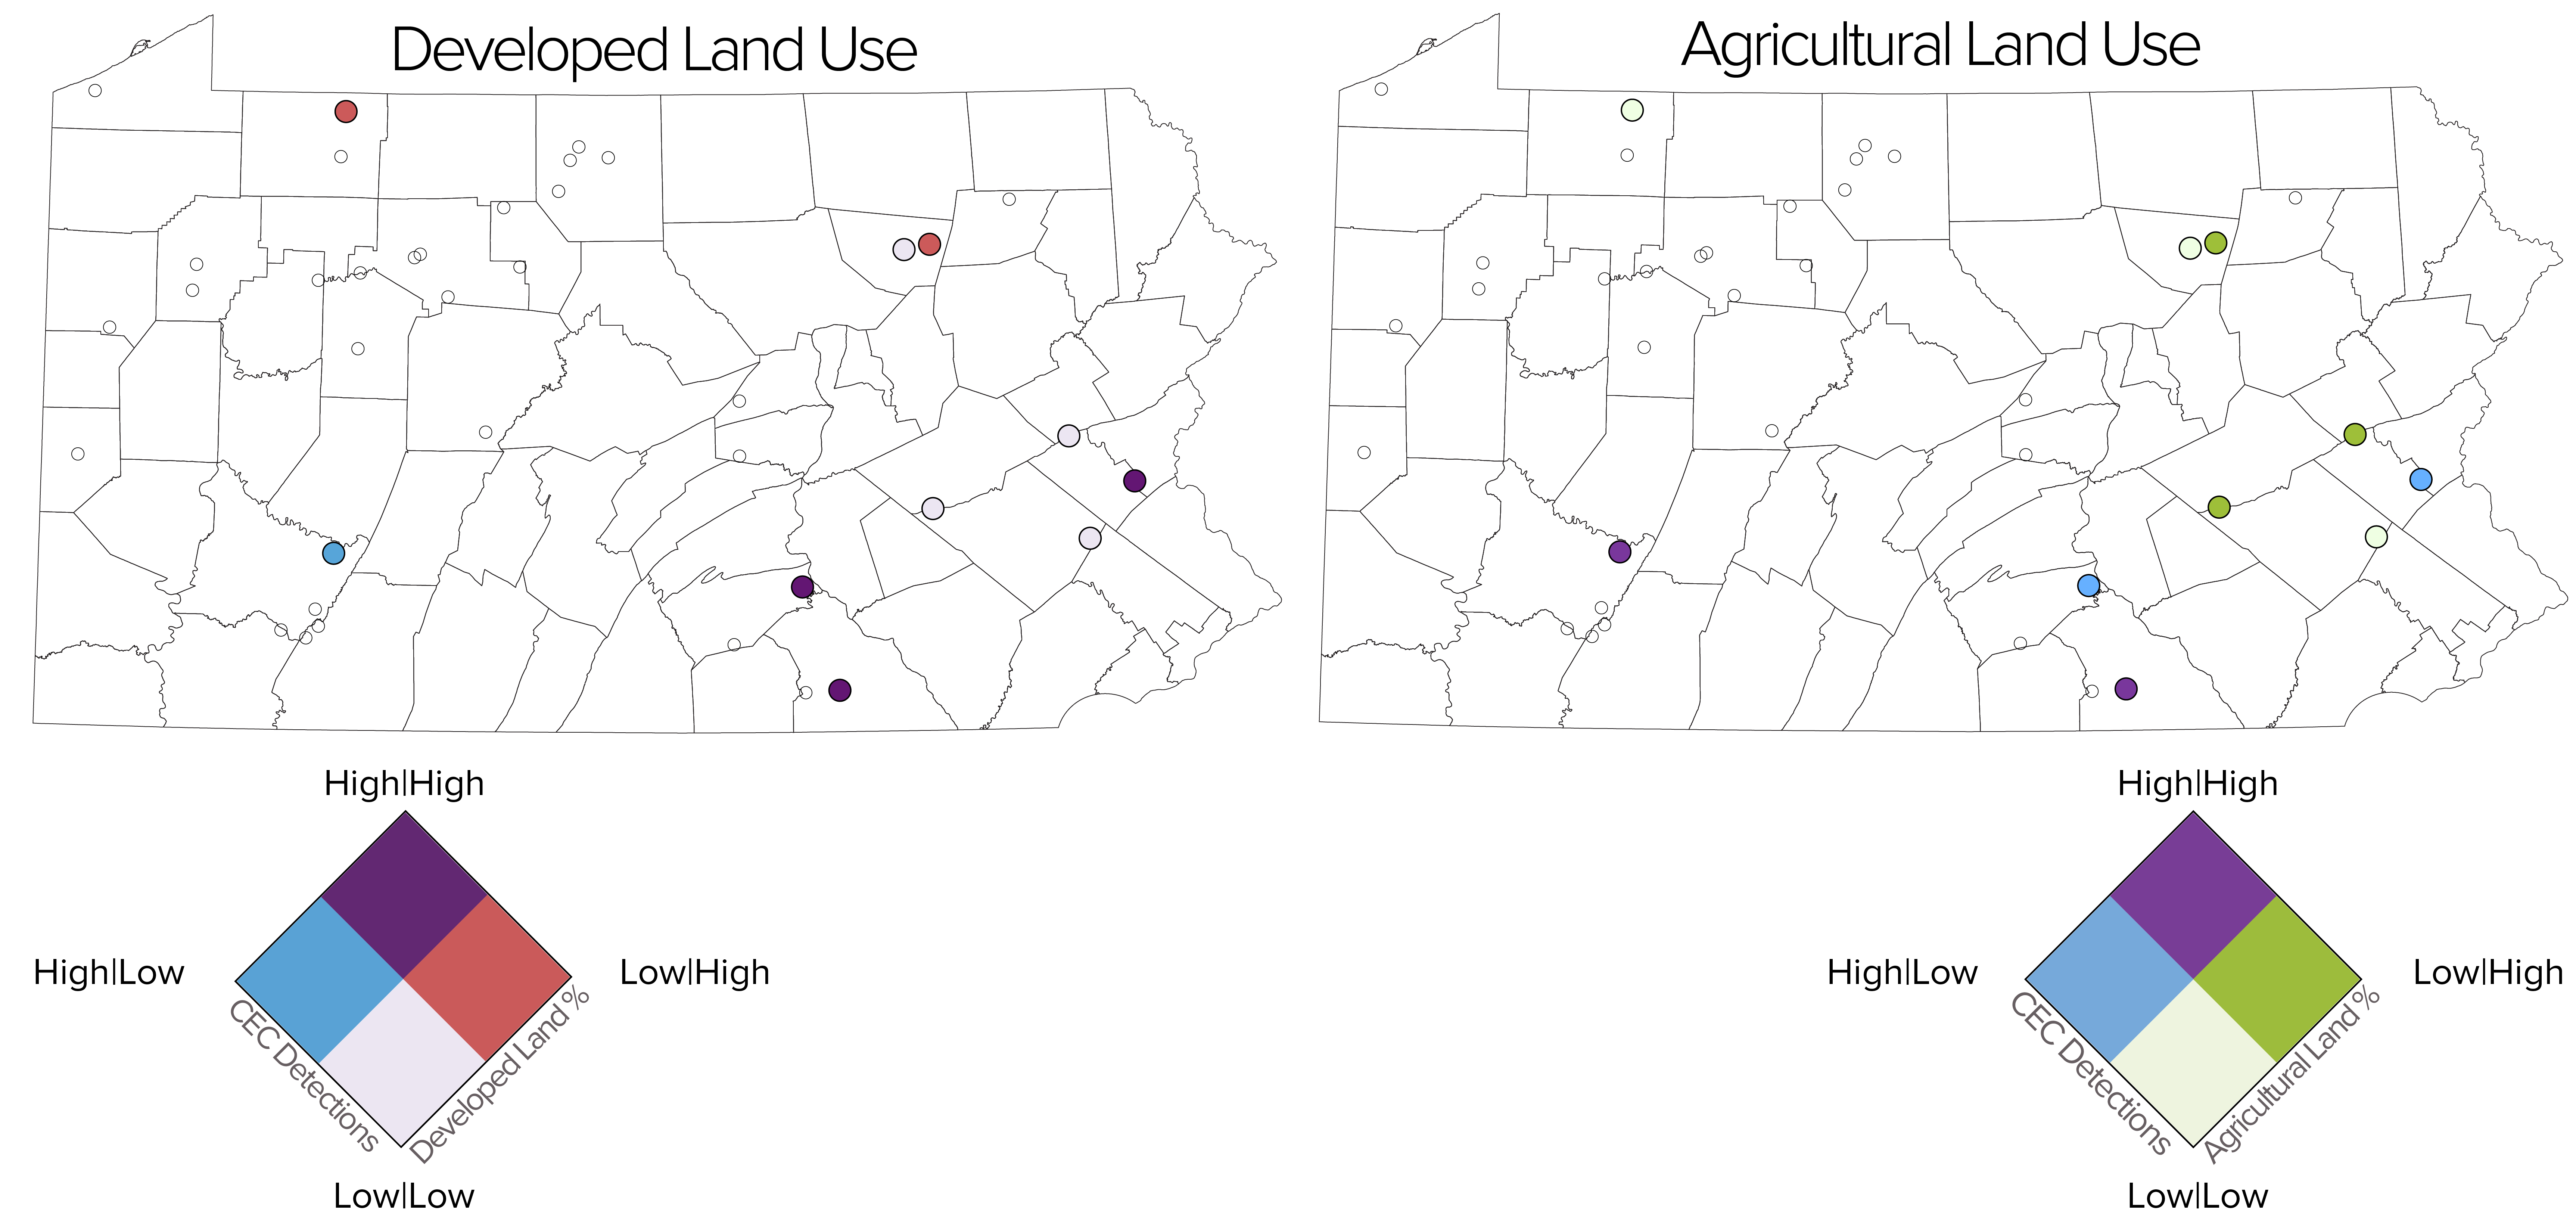 Developed Land Use
Agricultural Land Use
High|High
High|Low
Low|High
CEC Detections
Developed Land %
Low|Low
High|High
High|Low
Low|High
CEC Detections
Agricultural Land %
Low|Low